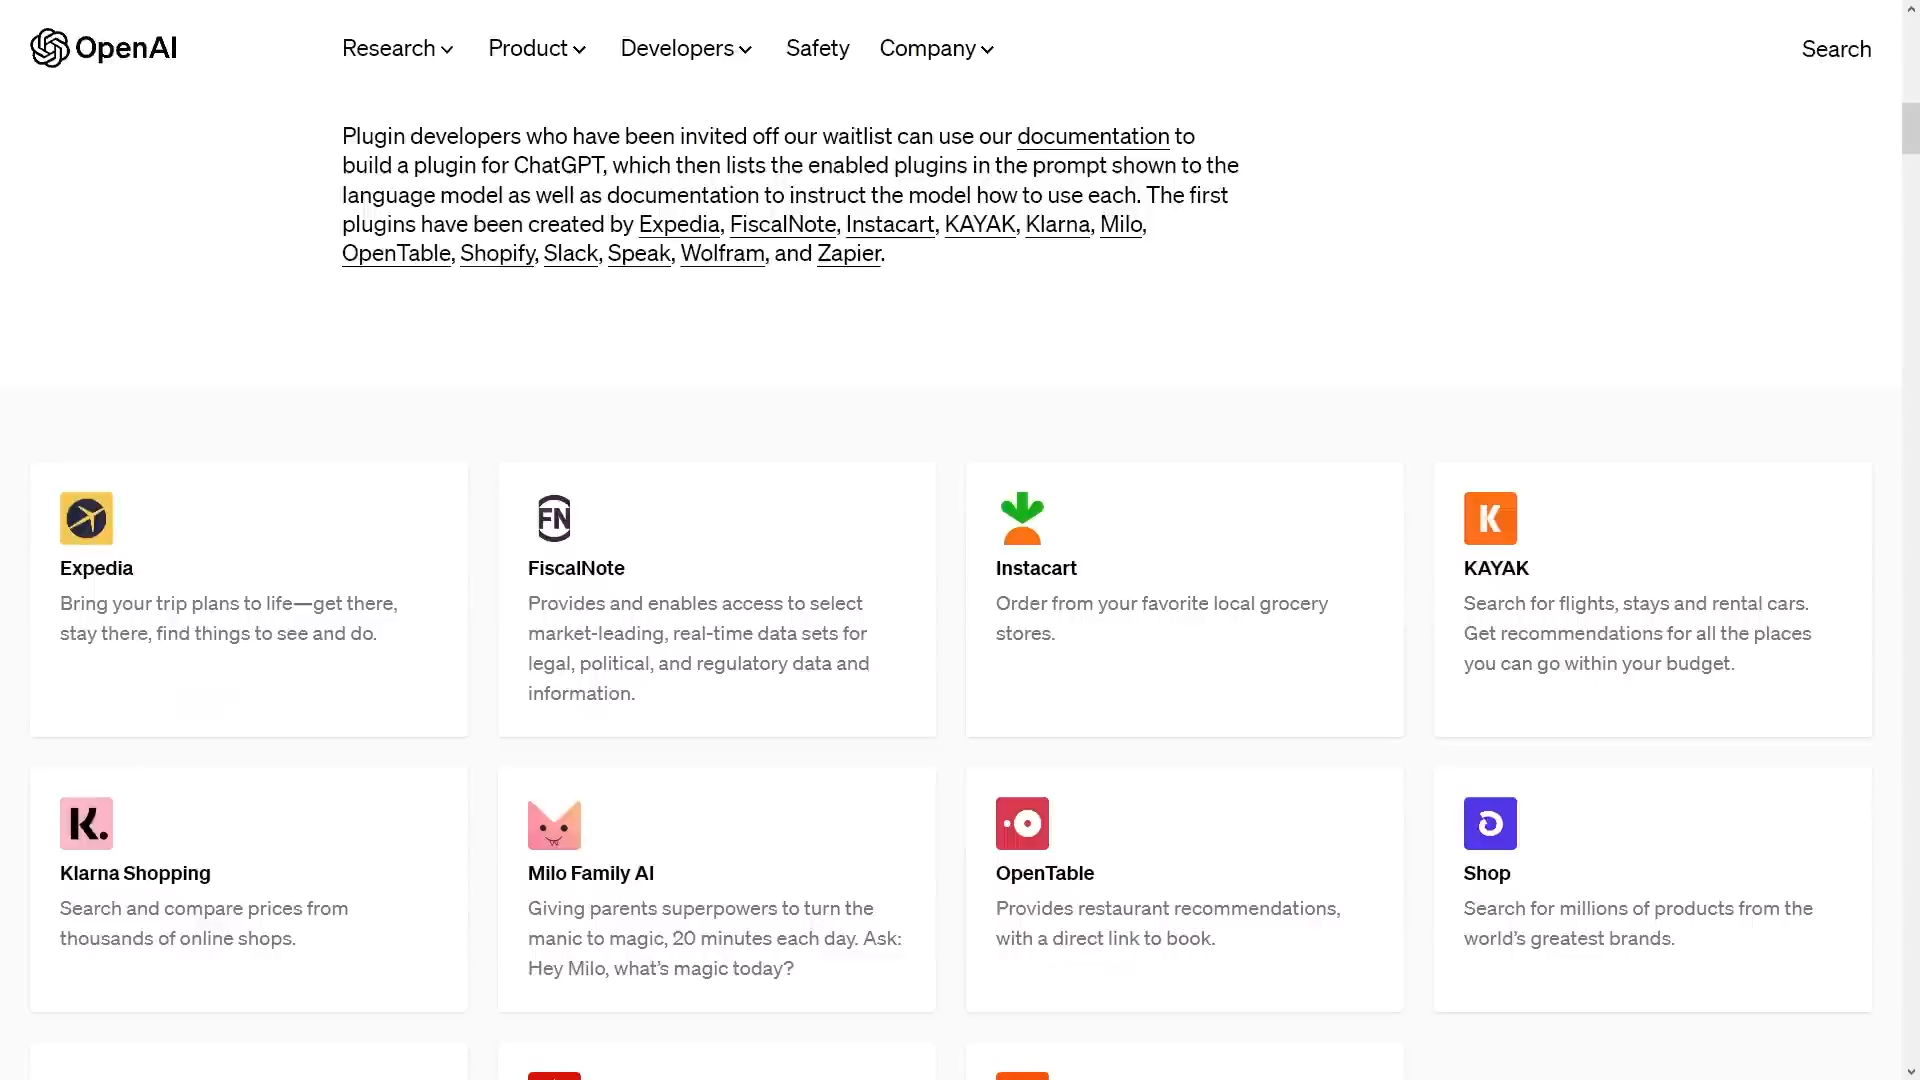 OpenAI
Research Product Developers Safety Company Search
Plugin developers who have been invited off our waitlist can use our documentation to
build a plugin for ChatGPT, which then lists the enabled plugins in the prompt shown to the
language model as well as documentation to instruct the model how to use each. The first
plugins have been created by Expedia, FiscalNote, Instacart, KAYAK, Klarna, Milo,
OpenTable, Shopify, Slack, Speak, Wolfram, and Zapier.
Expedia
Bring your trip plans to life—get there,
stay there, find things to see and do.
FN
FiscalNote
Provides and enables access to select
market-leading, real-time data sets for
legal, political, and regulatory data and
information.
Instacart
Order from your favorite local grocery
stores.
K
KAYAK
Search for flights, stays and rental cars.
Get recommendations for all the places
you can go within your budget.
K.
Klarna Shopping
Search and compare prices from
thousands of online shops.
Milo Family AI
Giving parents superpowers to turn the
manic to magic, 20 minutes each day. Ask:
Hey Milo, what’s magic today?
OpenTable
Provides restaurant recommendations,
with a direct link to book.
Shop
Search for millions of products from the
world’s greatest brands.